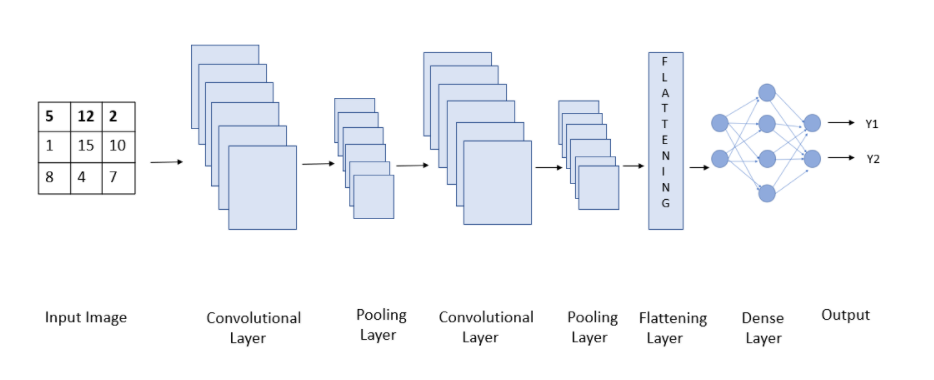 5 12 2
1 15 10
8 4 7
F
L
A
T
T
E
N
I
N
G
Y1
Y2
Input Image
Convolutional
Layer
Pooling
Layer
Convolutional
Layer
Pooling
Layer
Flattening
Layer
Dense
Layer
Output